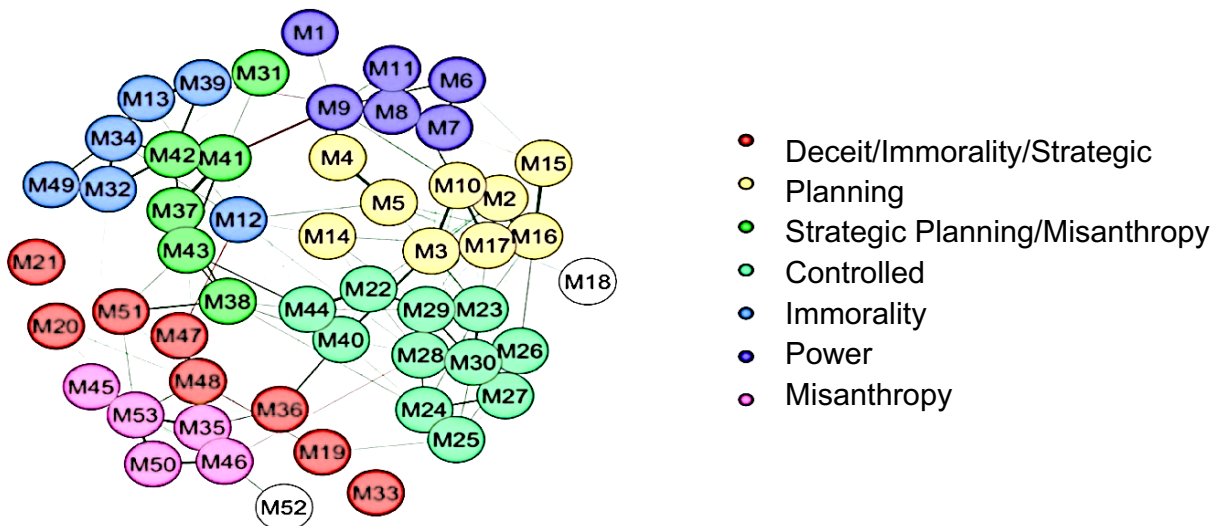 M1
M11
M6
M31
M39
M13
M9
M8
M7
M34
M42
M41
M4
M15
M49
M32
M10
M2
M37
M12
M5
M14
M3
M17
M16
M43
M21
M18
M38
M22
M44
M29
M23
M51
M20
M47
M40
M28
M30
M26
M45
M48
M27
M53
M36
M24
M35
M25
M50
M46
M19
M33
M52
Deceit/Immorality/Strategic
Planning
Strategic Planning/Misanthropy
Controlled
Immorality
Power
Misanthropy